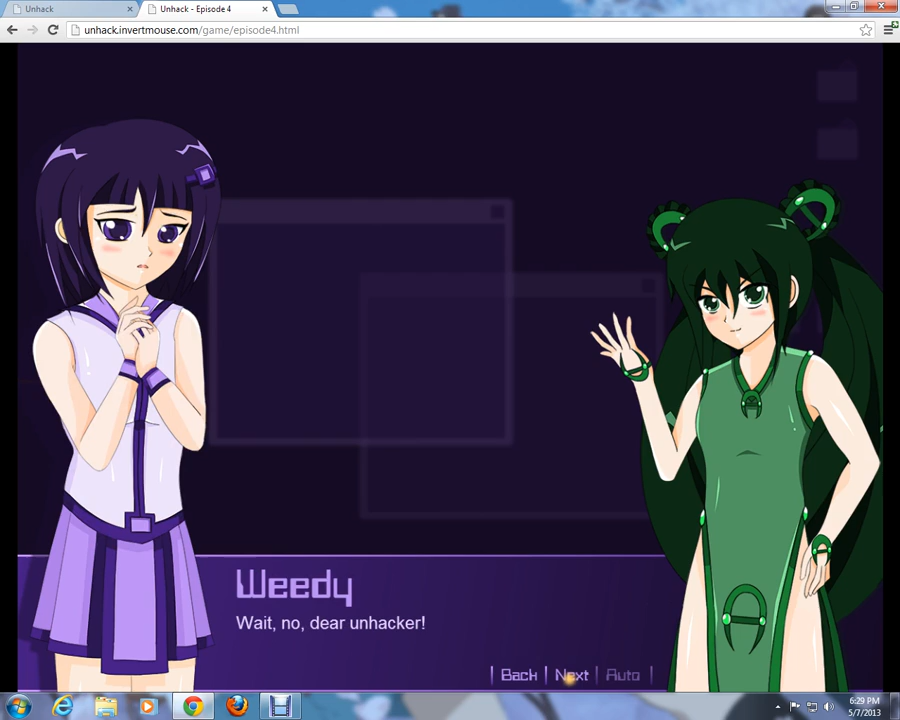 Unhack
Unhack - Episode 4
unhack.invertmouse.com/game/episode4.html
Weedy
Wait, no, dear unhacker!
Back
Next
Auto
6:29 PM
5/7/2013